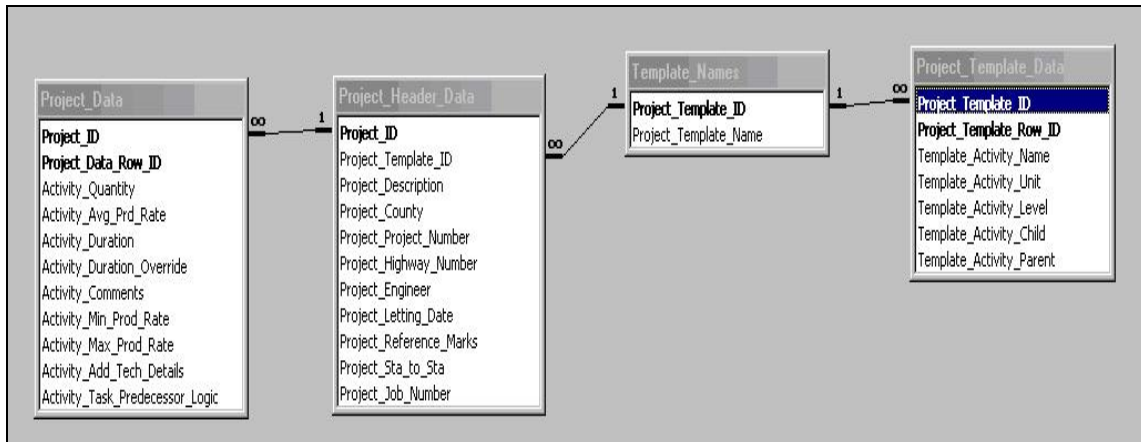 Project_Data
Project_ID
Project_Data_Row_ID
Activity_Quantity
Activity_Avg_Prd_Rate
Activity_Duration
Activity_Duration_Override
Activity_Comments
Activity_Min_Prod_Rate
Activity_Max_Prod_Rate
Activity_Add_Tech_Details
Activity_Task_Predecessor_Logic
∞
1
Project_Header_Data
Project_ID
Project_Template_ID
Project_Description
Project_County
Project_Project_Number
Project_Highway_Number
Project_Engineer
Project_Letting_Date
Project_Reference_Marks
Project_Sta_to_Sta
Project_Job_Number
∞
1
Template_Names
Project_Template_ID
Project_Template_Name
1
∞
Project_Template_Data
Project_Template_ID
Project_Template_Row_ID
Template_Activity_Name
Template_Activity_Unit
Template_Activity_Level
Template_Activity_Child
Template_Activity_Parent